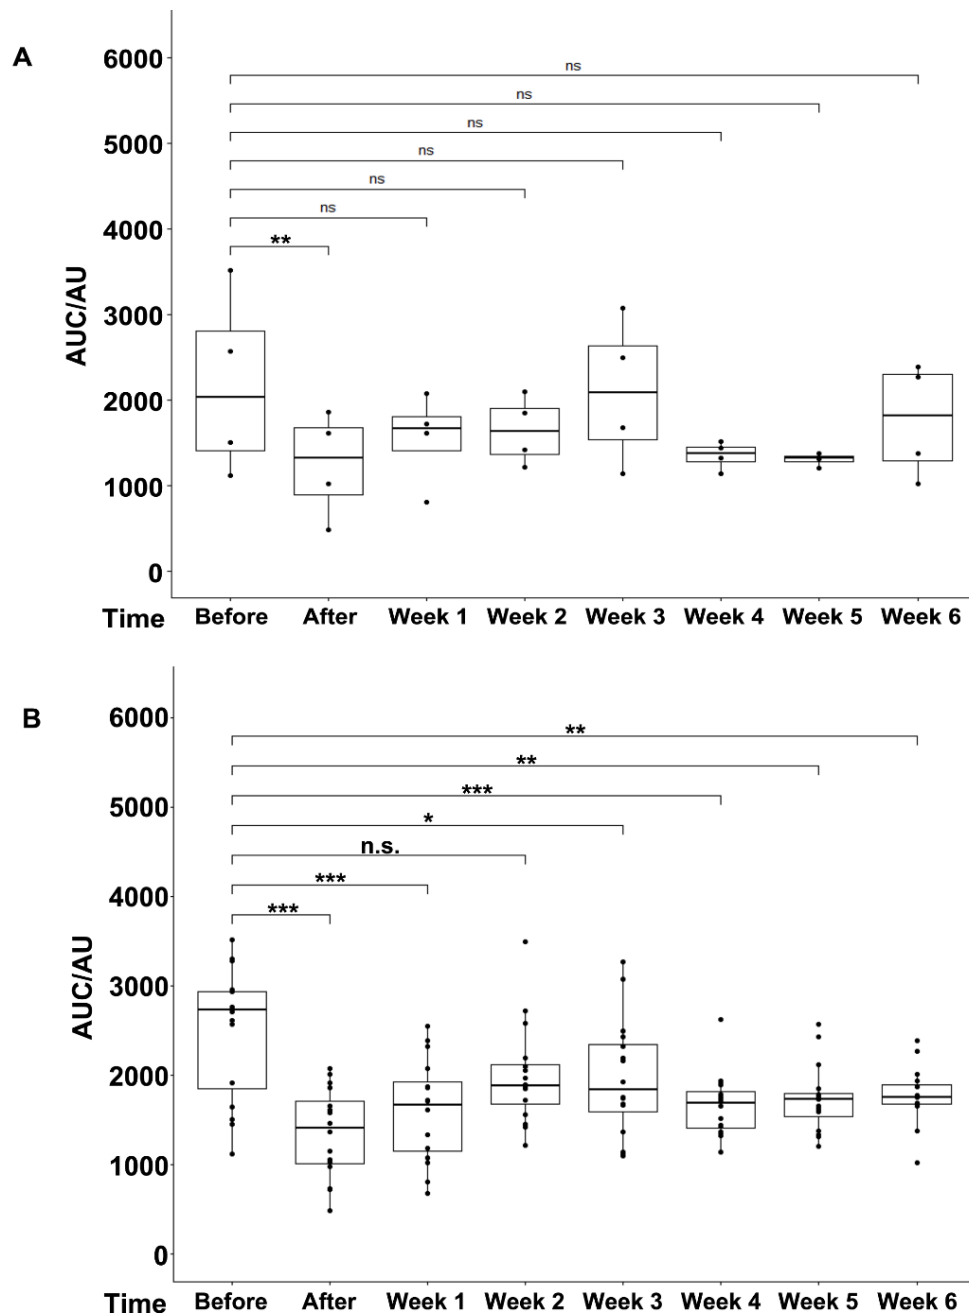 A
6000
5000
4000
3000
2000
1000
0
AUC/AU
ns
ns
ns
ns
ns
ns
**
Time Before After Week 1 Week 2 Week 3 Week 4 Week 5 Week 6
B
6000
5000
4000
3000
2000
1000
0
AUC/AU
**
**
***
*
n.s.
***
***
Time Before After Week 1 Week 2 Week 3 Week 4 Week 5 Week 6